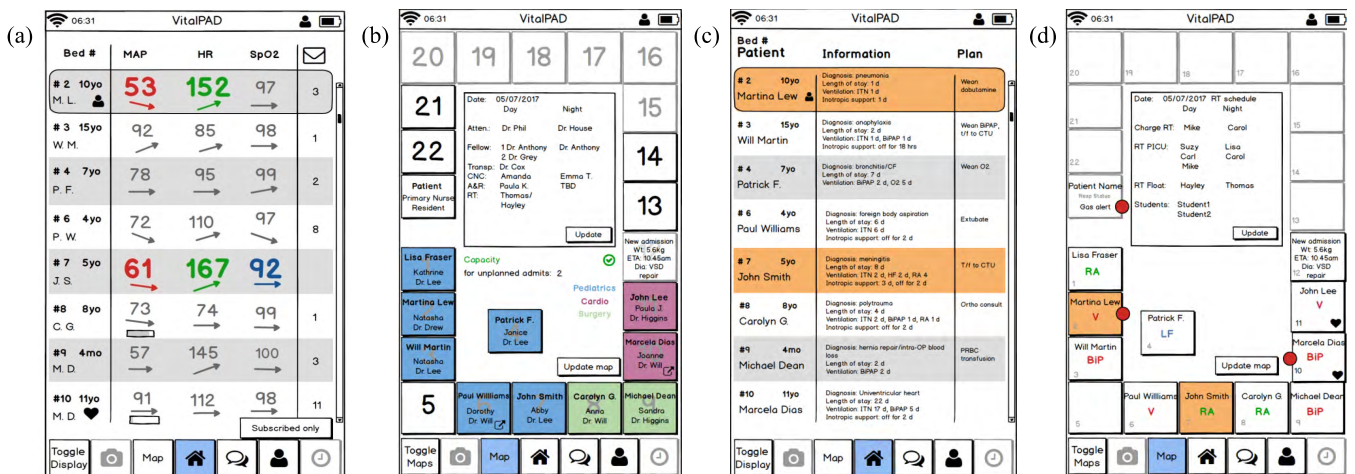 (a)
06:31 VitalPAD
Bed # MAP HR SpO2
# 2 10yo 53 152 97 3
M. L.
# 3 15yo 92 85 98 1
W. M.
# 4 7yo 78 95 99 2
P. F.
# 6 4yo 72 110 97 8
P. W.
# 7 5yo 61 167 92
J. S.
#8 8yo 73 74 99 1
C. G.
#9 4mo 57 145 100 3
M. D.
#10 11yo 91 112 98 11
M. D.
Subscribed only
Toggle Display
Map
(b)
06:31 VitalPAD
20 19 18 17 16
21 15
22 14
13
Patient
Primary Nurse
Resident
Date: 05/07/2017
Day Night
Atten.: Dr. Phil Dr. House
Fellow: 1 Dr. Anthony Dr. Anthony
2 Dr. Grey
Transp.: Dr. Cox
CNC: Amanda Emma T.
A&R: Paula K. TBD
RT: Thomas/
Hayley
Update
New admission
Wt: 5.6kg
ETA: 10.45am
Dia: VSD
repair
Lisa Fraser
Kathrine
Dr. Lee
Capacity
for unplanned admits: 2
Pediatrics
Cardio
Surgery
Martina Lew
Natasha
Dr. Drew
Patrick F.
Janice
Dr. Lee
John Lee
Paula J.
Dr. Higgins
Will Martin
Natasha
Dr. Lee
Marcela Dias
Joanne
Dr. Will
Update map
5
Paul Williams
Dorothy
Dr. Will
John Smith
Abby
Dr. Lee
Carolyn G.
Anna
Dr. Will
Michael Dean
Sandra
Dr. Higgins
Toggle Maps
Map
(c)
06:31 VitalPAD
Bed #
Patient Information Plan
# 2 10yo
Martina Lew
Diagnosis: pneumonia
Length of stay: 1 d
Ventilation: ITN 1 d
Inotropic support: 1 d
Wean
dobutamine
# 3 15yo
Will Martin
Diagnosis: anaphylaxis
Length of stay: 2 d
Ventilation: ITN 1 d, BiPAP 1 d
Inotropic support: off for 18 hrs
Wean BiPAP,
t/f to CTU
# 4 7yo
Patrick F.
Diagnosis: bronchitis/CF
Length of stay: 7 d
Ventilation: BiPAP 2 d, O2 5 d
Wean O2
# 6 4yo
Paul Williams
Diagnosis: foreign body aspiration
Length of stay: 6 d
Ventilation: ITN 6 d
Inotropic support: off for 2 d
Extubate
# 7 5yo
John Smith
Diagnosis: meningitis
Length of stay: 8 d
Ventilation: ITN 2 d, HF 2 d, RA 4
Inotropic support: 3 d, off for 2 d
T/f to CTU
#8 8yo
Carolyn G.
Diagnosis: polytrauma
Length of stay: 4 d
Ventilation: ITN 2 d, BiPAP 1 d, RA 1 d
Inotropic support: off for 2 d
Ortho consult
#9 4mo
Michael Dean
Diagnosis: hernia repair/intra-OP blood
loss
Length of stay: 2 d
Ventilation: BiPAP 2 d
PRBC
transfusion
#10 11yo
Marcela Dias
Diagnosis: Univentricular heart
Length of stay: 22 d
Ventilation: ITN 17 d, BiPAP 5 d
Inotropic support: off for 2 d
Toggle Display
Map
(d)
06:31 VitalPAD
20 19 18 17 16
21 15
22
13
Date: 05/07/2017 RT schedule
Day Night
Charge RT: Mike Carol
RT PICU: Suzy Lisa
Carl Carol
Mike
RT Float: Hayley Thomas
Students: Student1
Student2
Update
Patient Name
Resp Status
Gas alert
New admission
Wt: 5.6kg
ETA: 10.45am
Dia: VSD
repair
12
Lisa Fraser
RA
1
Martina Lew
V
Patrick F.
LF
4
John Lee
V
11
Will Martin
BiP
3
Marcela Dias
BiP
10
Update map
5
Paul Williams
V
6
John Smith
RA
Carolyn G.
RA
8
Michael Dean
BiP
9
Toggle Maps
Map